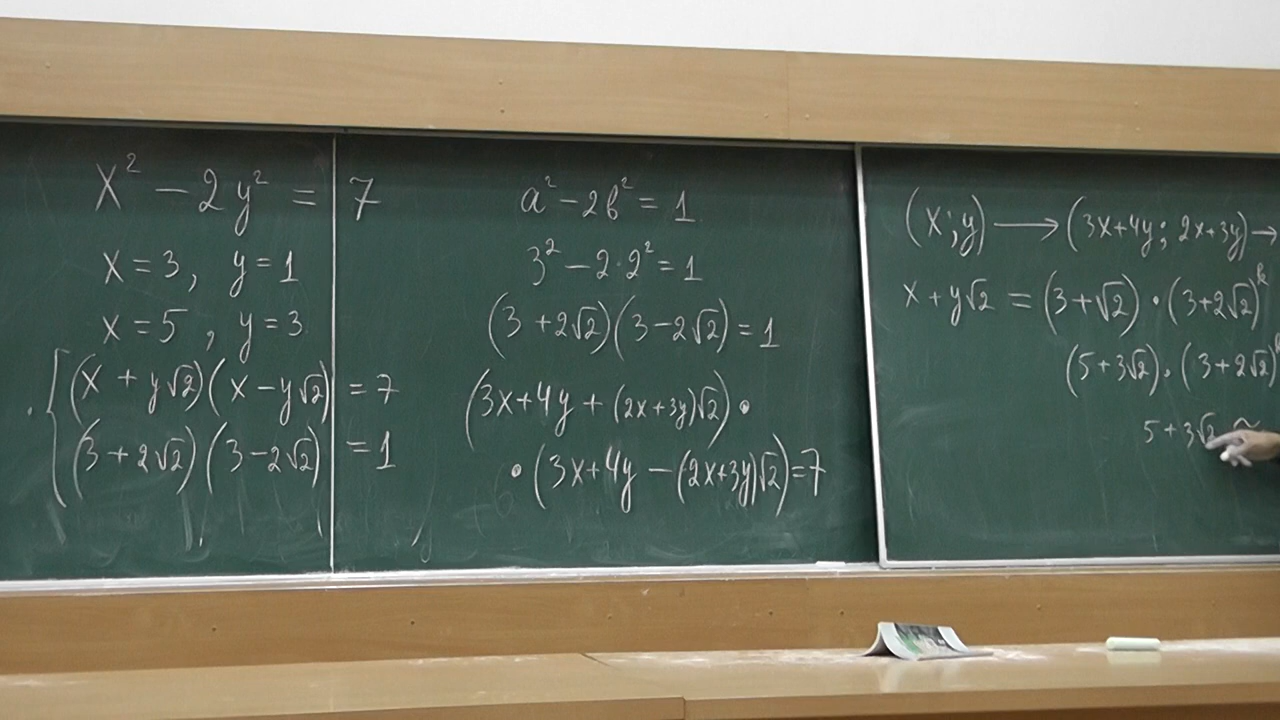 x² - 2y² = 7
x = 3, y = 1
x = 5, y = 3
(x + y√2)(x - y√2) = 7
(3 + 2√2)(3 - 2√2) = 1
a² - 2b² = 1
3² - 2·2² = 1
(3 + 2√2)(3 - 2√2) = 1
(3x + 4y + (2x + 3y)√2) ·
· (3x + 4y - (2x + 3y)√2) = 7
(x; y) → (3x + 4y; 2x + 3y) →
x + y√2 = (3 + √2) · (3 + 2√2)ᵏ
(5 + 3√2) · (3 + 2√2)
5 + 3√2